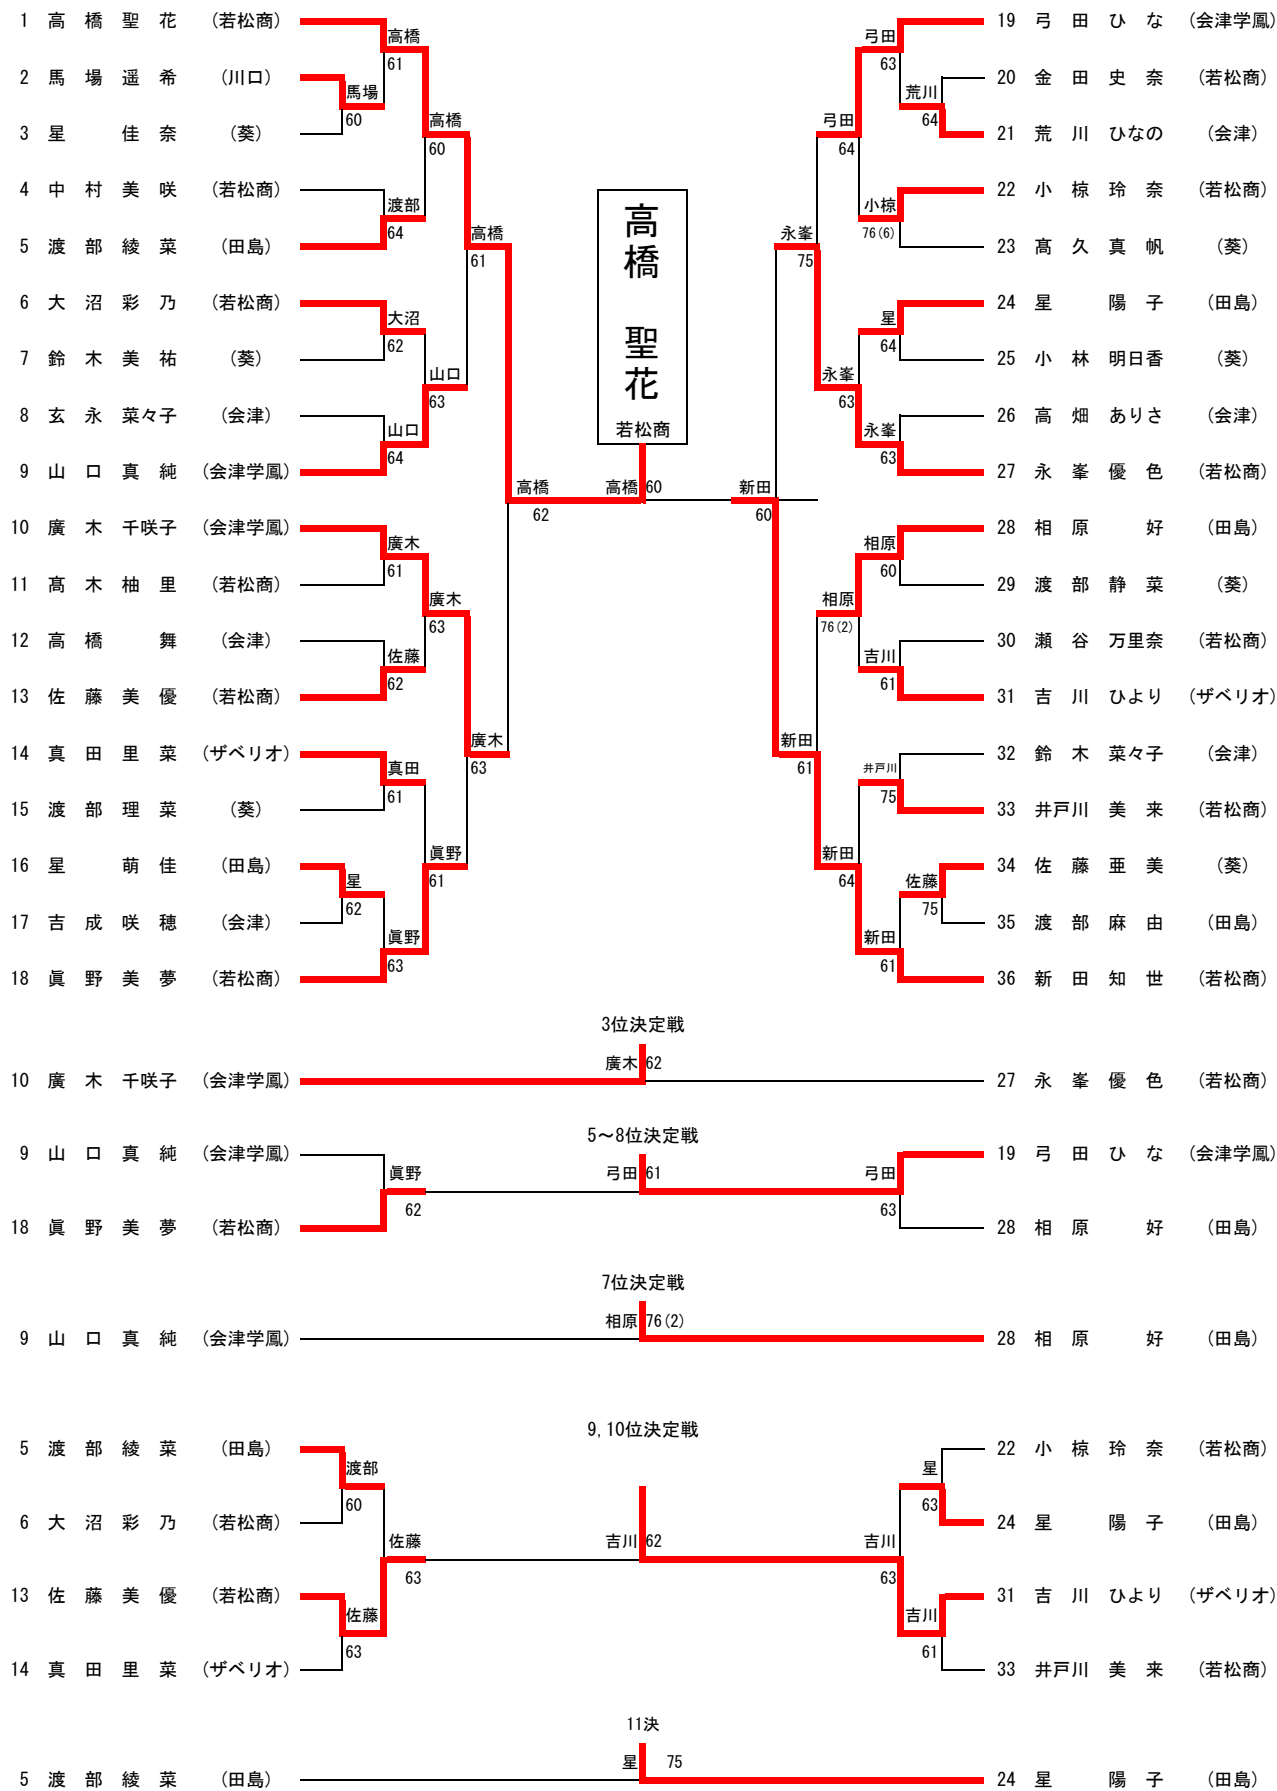 1 高橋聖花 (若松商) 19 弓田ひな (会津学鳳)
高橋 弓田
61 63
2 馬場遥希 (川口) 20 金田史奈 (若松商)
馬場 荒川
60 64
高橋 弓田
3 星佳奈 (葵) 21 荒川ひなの (会津)
60 64
4 中村美咲 (若松商) 22 小椋玲奈 (若松商)
渡部 小椋
64 76(6)
高橋 永峯
5 渡部綾菜 (田島) 23 髙久真帆 (葵)
61 75
6 大沼彩乃 (若松商) 24 星陽子 (田島)
大沼 星
62 64
7 鈴木美祐 (葵) 25 小林明日香 (葵)
山口 永峯
63 63
8 玄永菜々子 (会津) 26 高畑ありさ (会津)
山口 永峯
64 63
9 山口真純 (会津学鳳) 27 永峯優色 (若松商)
高橋 聖花
若松商
高橋 高橋 60 新田
62 60
10 廣木千咲子 (会津学鳳) 28 相原好 (田島)
廣木 相原
61 60
11 髙木柚里 (若松商) 29 渡部静菜 (葵)
廣木 相原
63 76(2)
12 高橋舞 (会津) 30 瀬谷万里奈 (若松商)
佐藤 吉川
62 61
13 佐藤美優 (若松商) 31 吉川ひより (ザベリオ)
廣木 新田
63 61
14 真田里菜 (ザベリオ) 32 鈴木菜々子 (会津)
真田 井戸川
61 75
15 渡部理菜 (葵) 33 井戸川美来 (若松商)
眞野 新田
61 64
16 星萌佳 (田島) 34 佐藤亜美 (葵)
星 佐藤
62 75
17 吉成咲穂 (会津) 35 渡部麻由 (田島)
眞野 新田
63 61
18 眞野美夢 (若松商) 36 新田知世 (若松商)
3位決定戦
廣木 62
10 廣木千咲子 (会津学鳳) 27 永峯優色 (若松商)
5～8位決定戦
9 山口真純 (会津学鳳) 19 弓田ひな (会津学鳳)
眞野 弓田 61 弓田
62 63
18 眞野美夢 (若松商) 28 相原好 (田島)
7位決定戦
相原 76(2)
9 山口真純 (会津学鳳) 28 相原好 (田島)
9,10位決定戦
5 渡部綾菜 (田島) 22 小椋玲奈 (若松商)
渡部 星
60 63
6 大沼彩乃 (若松商) 24 星陽子 (田島)
佐藤 吉川 62 吉川
63 63
13 佐藤美優 (若松商) 31 吉川ひより (ザベリオ)
佐藤 吉川
63 61
14 真田里菜 (ザベリオ) 33 井戸川美来 (若松商)
11決
星 75
5 渡部綾菜 (田島) 24 星陽子 (田島)